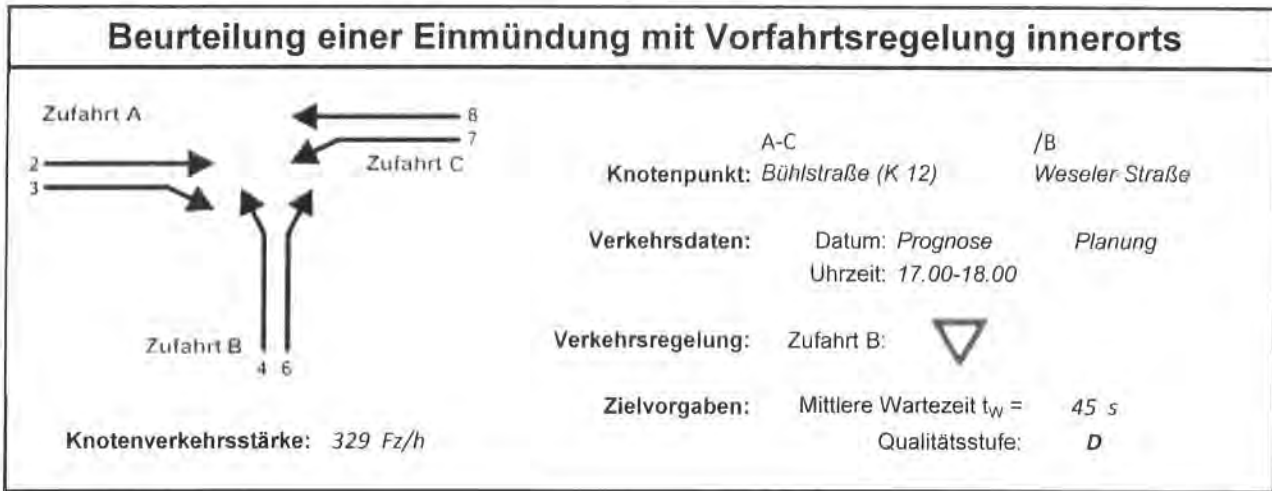 Beurteilung einer Einmündung mit Vorfahrtsregelung innerorts
Zufahrt A
8
7
Zufahrt C
2
3
Zufahrt B
4 6
Knotenverkehrsstärke: 329 Fz/h
A-C /B
Knotenpunkt: Bühlstraße (K 12) Weseler Straße
Verkehrsdaten: Datum: Prognose Planung
Uhrzeit: 17.00-18.00
Verkehrsregelung: Zufahrt B:
Zielvorgaben: Mittlere Wartezeit tW = 45 s
Qualitätsstufe: D